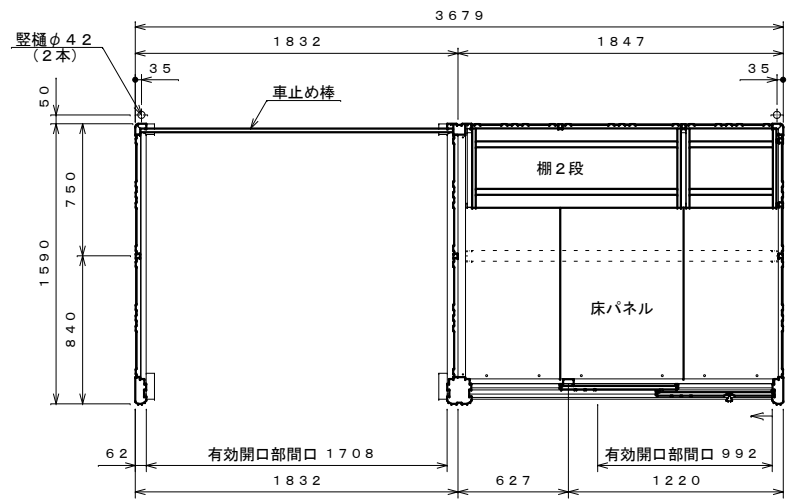 3679
竪樋φ42
(2本)
1832
1847
35
35
50
車止め棒
棚2段
750
1590
840
床パネル
62
有効開口部間口 1708
有効開口部間口 992
1832
627
1220